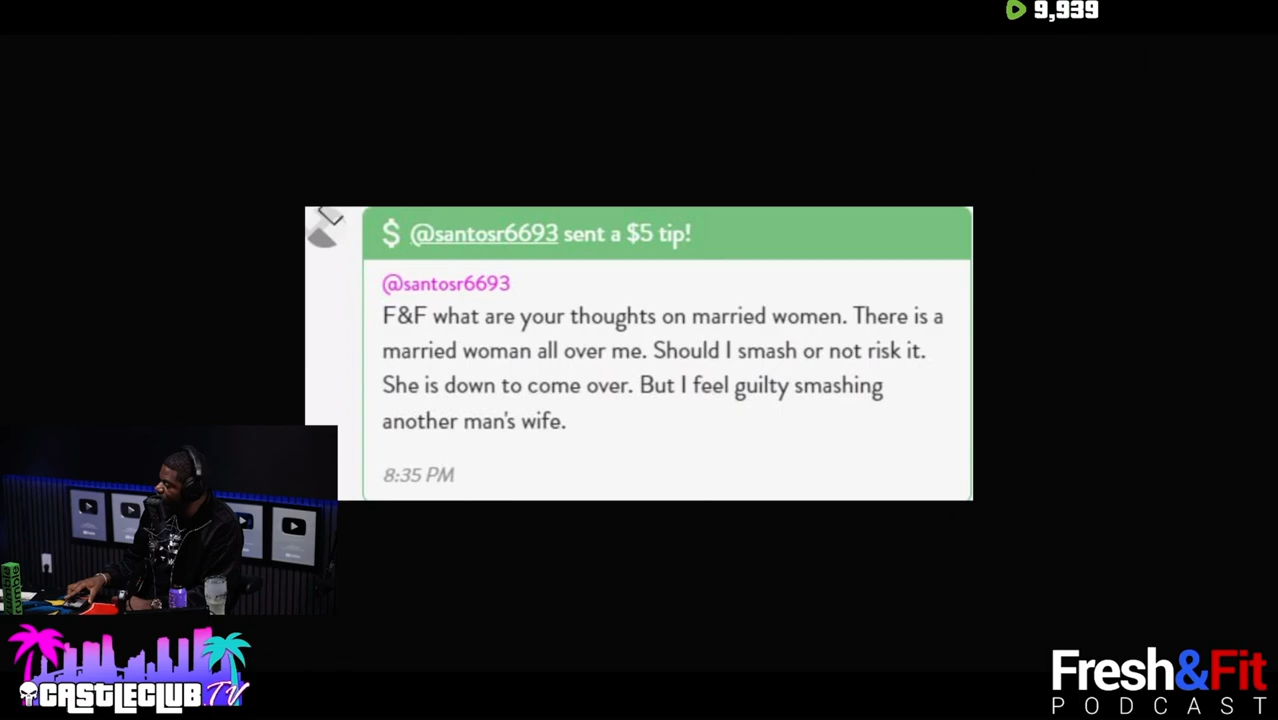 9,939
$ @santosr6693 sent a $5 tip!
@santosr6693
F&F what are your thoughts on married women. There is a
married woman all over me. Should I smash or not risk it.
She is down to come over. But I feel guilty smashing
another man's wife.
8:35 PM
rumble
CASTLECLUB.TV
Fresh&Fit
PODCAST